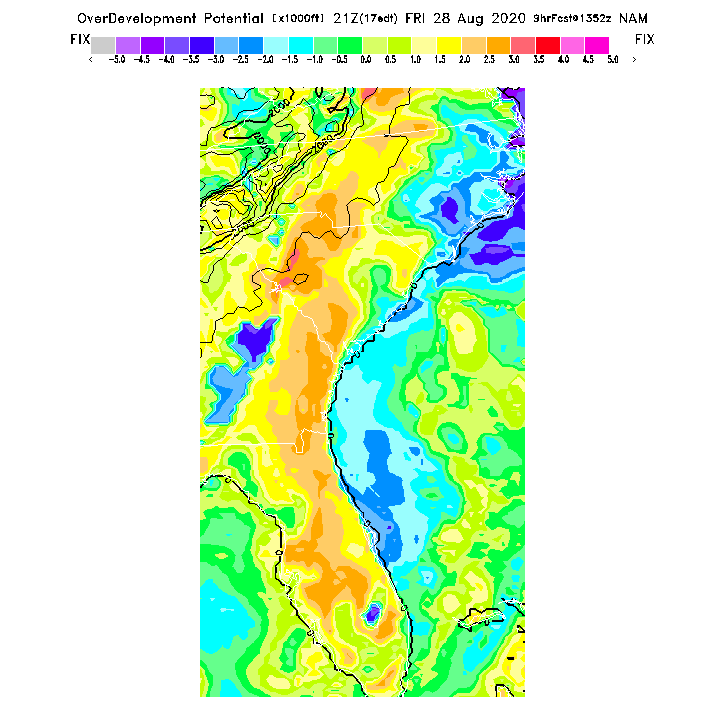 OverDevelopment Potential [x1000ft] 21Z(17edt) FRI 28 Aug 2020 9hrFcst@1352z NAM
FIX FIX
< -5.0 -4.5 -4.0 -3.5 -3.0 -2.5 -2.0 -1.5 -1.0 -0.5 0.0 0.5 1.0 1.5 2.0 2.5 3.0 3.5 4.0 4.5 5.0 >
2000
2000